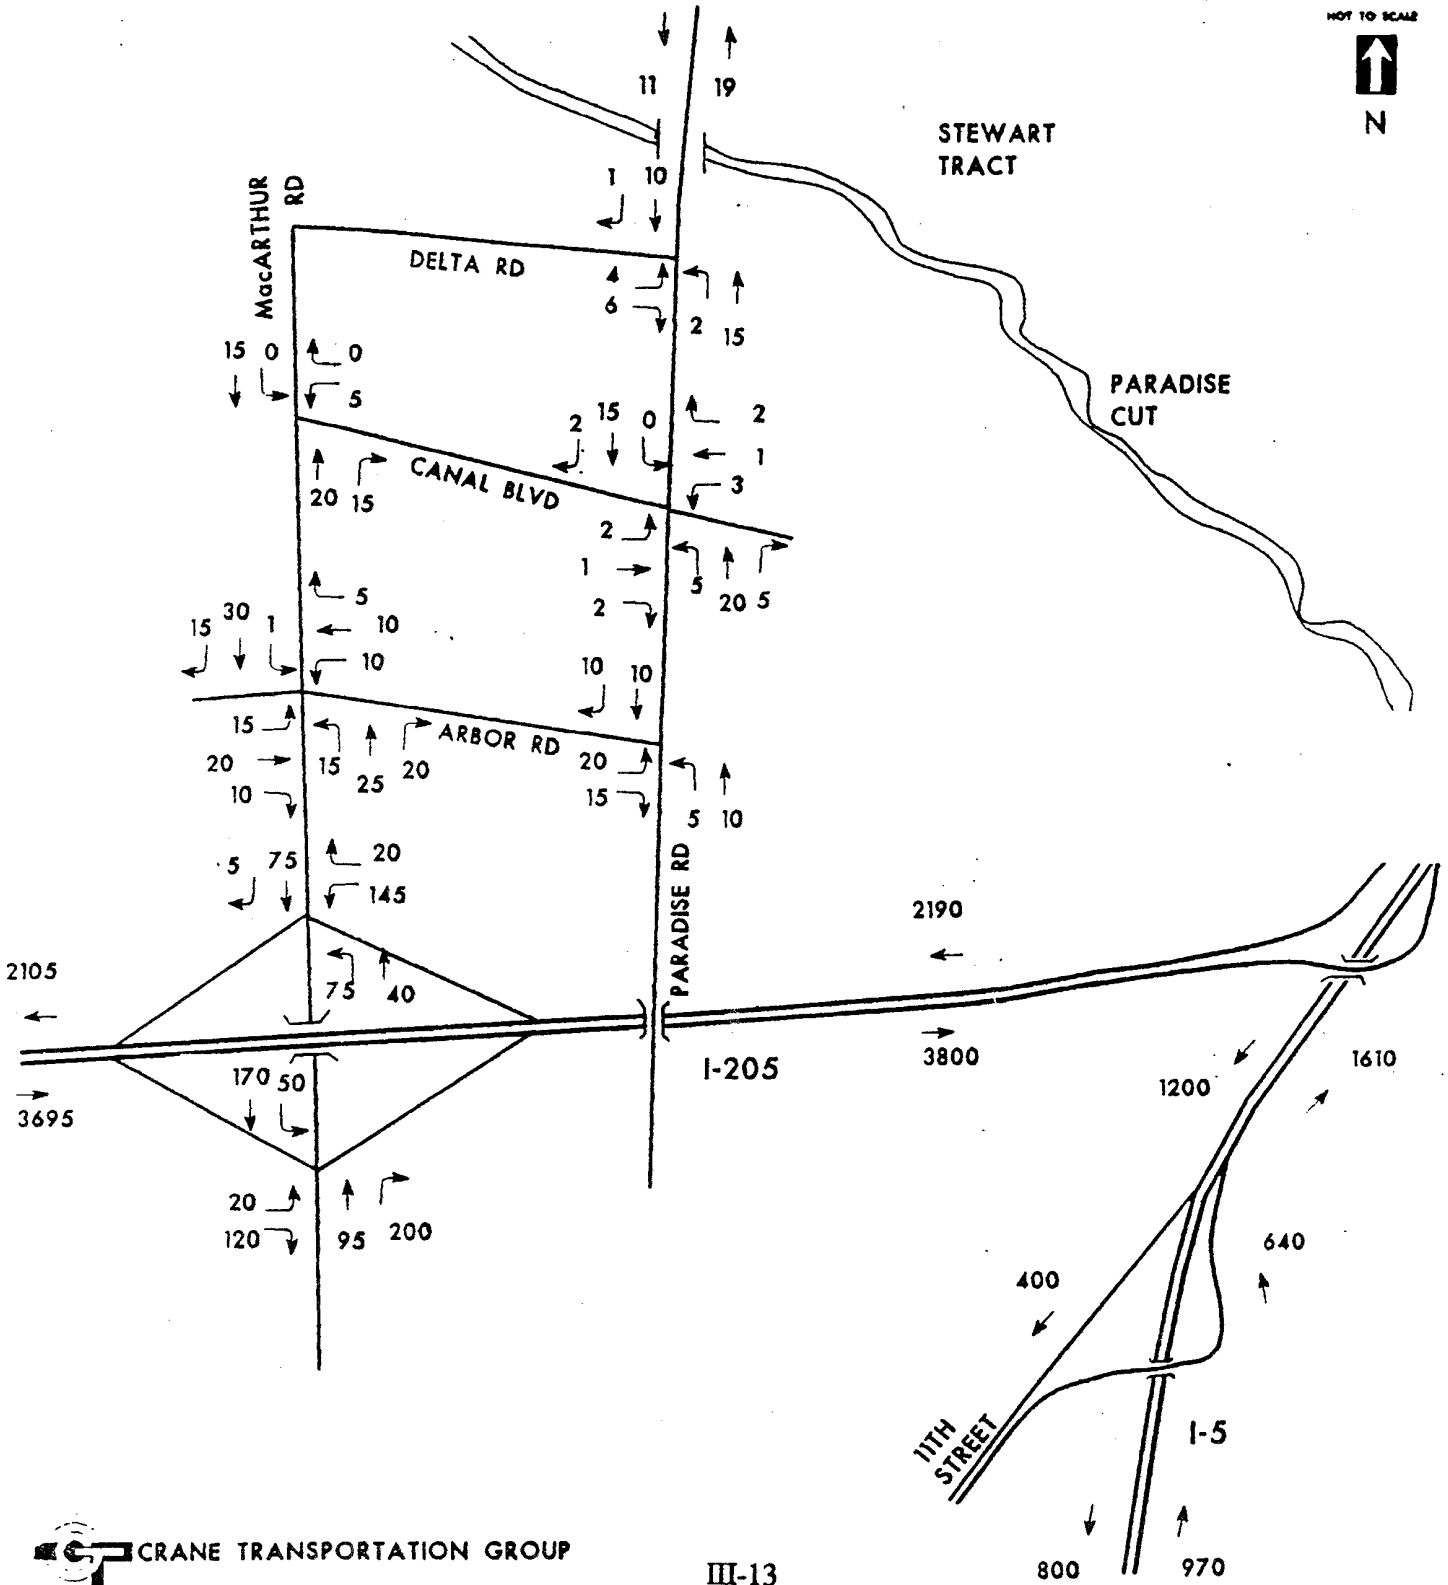 NOT TO SCALE
N
11 19
STEWART
TRACT
1 10
MacARTHUR
RD
DELTA RD
4
6
2 15
15 0 0
5
PARADISE
CUT
2 15 0 2
1
3
20 15
CANAL BLVD
2
1
2
5 20 5
15 30 1 5
10
10
10 10
15
20
10
15 25 20
ARBOR RD
20
15
5 10
5 75 20
145
PARADISE RD
2190
2105
75 40
3695
170 50
I-205
3800
1200
1610
20
120
95 200
400
640
11TH
STREET
I-5
800 970
CRANE TRANSPORTATION GROUP
III-13